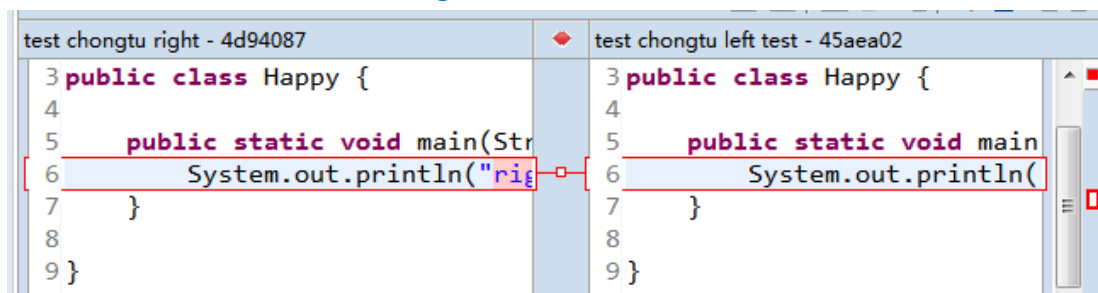 test chongtu right - 4d94087
3 public class Happy {
4
5 public static void main(Str
6 System.out.println("rig
7 }
8
9 }
test chongtu left test - 45aea02
3 public class Happy {
4
5 public static void main
6 System.out.println(
7 }
8
9 }